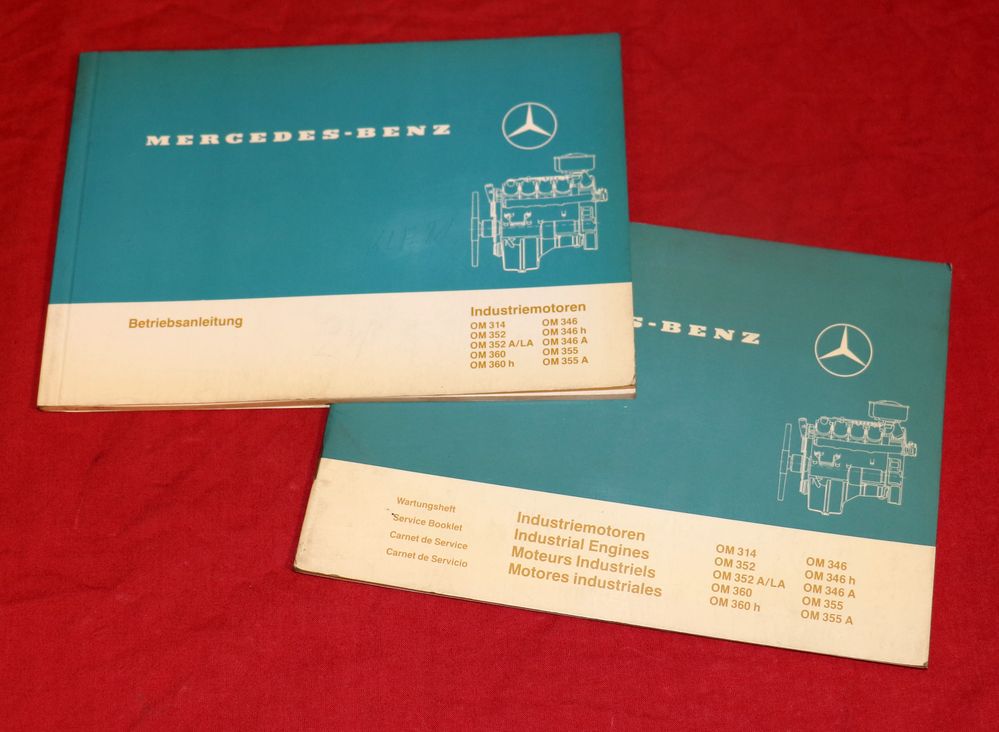 MERCEDES-BENZ
Betriebsanleitung
Industriemotoren
OM 314
OM 352
OM 352 A/LA
OM 360
OM 360 h
OM 346
OM 346 h
OM 346 A
OM 355
OM 355 A
S-BENZ
Wartungsheft
Service Booklet
Carnet de Service
Carnet de Servicio
Industriemotoren
Industrial Engines
Moteurs Industriels
Motores industriales
OM 314
OM 352
OM 352 A/LA
OM 360
OM 360 h
OM 346
OM 346 h
OM 346 A
OM 355
OM 355 A